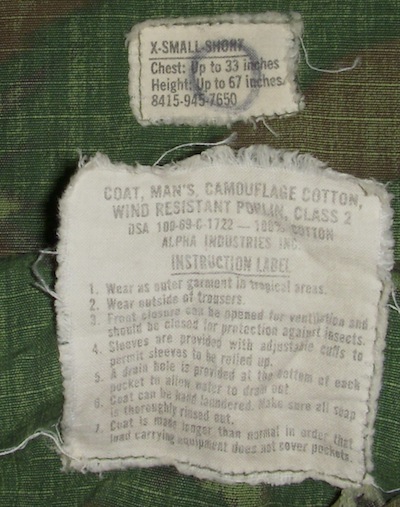 X-SMALL-SHORT
Chest: Up to 33 inches
Height: Up to 67 inches
8415-945-7650
COAT, MAN'S, CAMOUFLAGE COTTON,
WIND RESISTANT POPLIN, CLASS 2
DSA 100-69-C-1722 — 100% COTTON
ALPHA INDUSTRIES INC.
INSTRUCTION LABEL
1. Wear as outer garment in tropical areas.
2. Wear outside of trousers.
3. Front closure can be opened for ventilation and
should be closed for protection against insects.
4. Sleeves are provided with adjustable cuffs to
permit sleeves to be rolled up.
5. A drain hole is provided at the bottom of each
pocket to allow water to drain out.
6. Coat can be hand laundered. Make sure all soap
is thoroughly rinsed out.
7. Coat is made longer than normal in order that
load carrying equipment does not cover pockets.